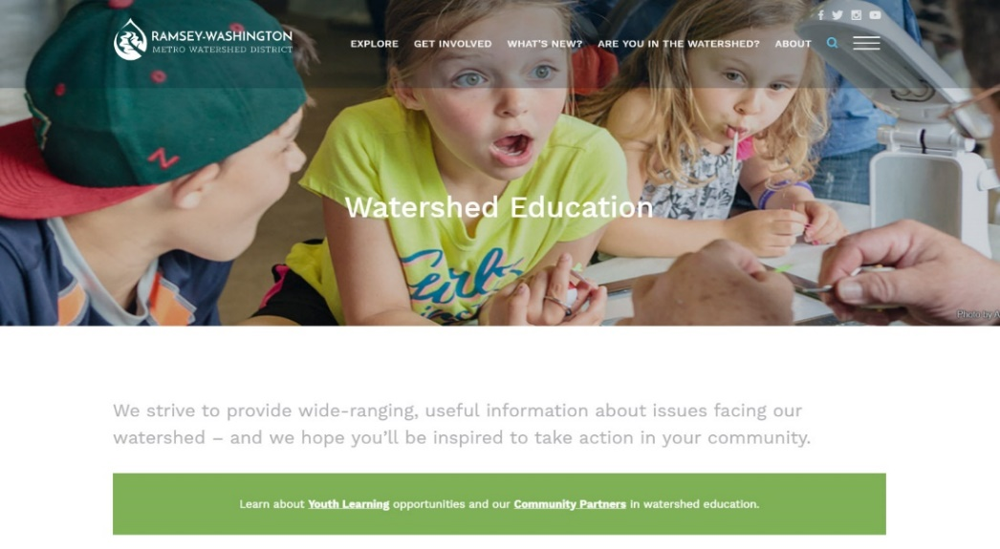 RAMSEY-WASHINGTON
METRO WATERSHED DISTRICT
EXPLORE GET INVOLVED WHAT'S NEW? ARE YOU IN THE WATERSHED? ABOUT
Z
Watershed Education
Girls
Photo by A
We strive to provide wide-ranging, useful information about issues facing our
watershed – and we hope you'll be inspired to take action in your community.
Learn about Youth Learning opportunities and our Community Partners in watershed education.